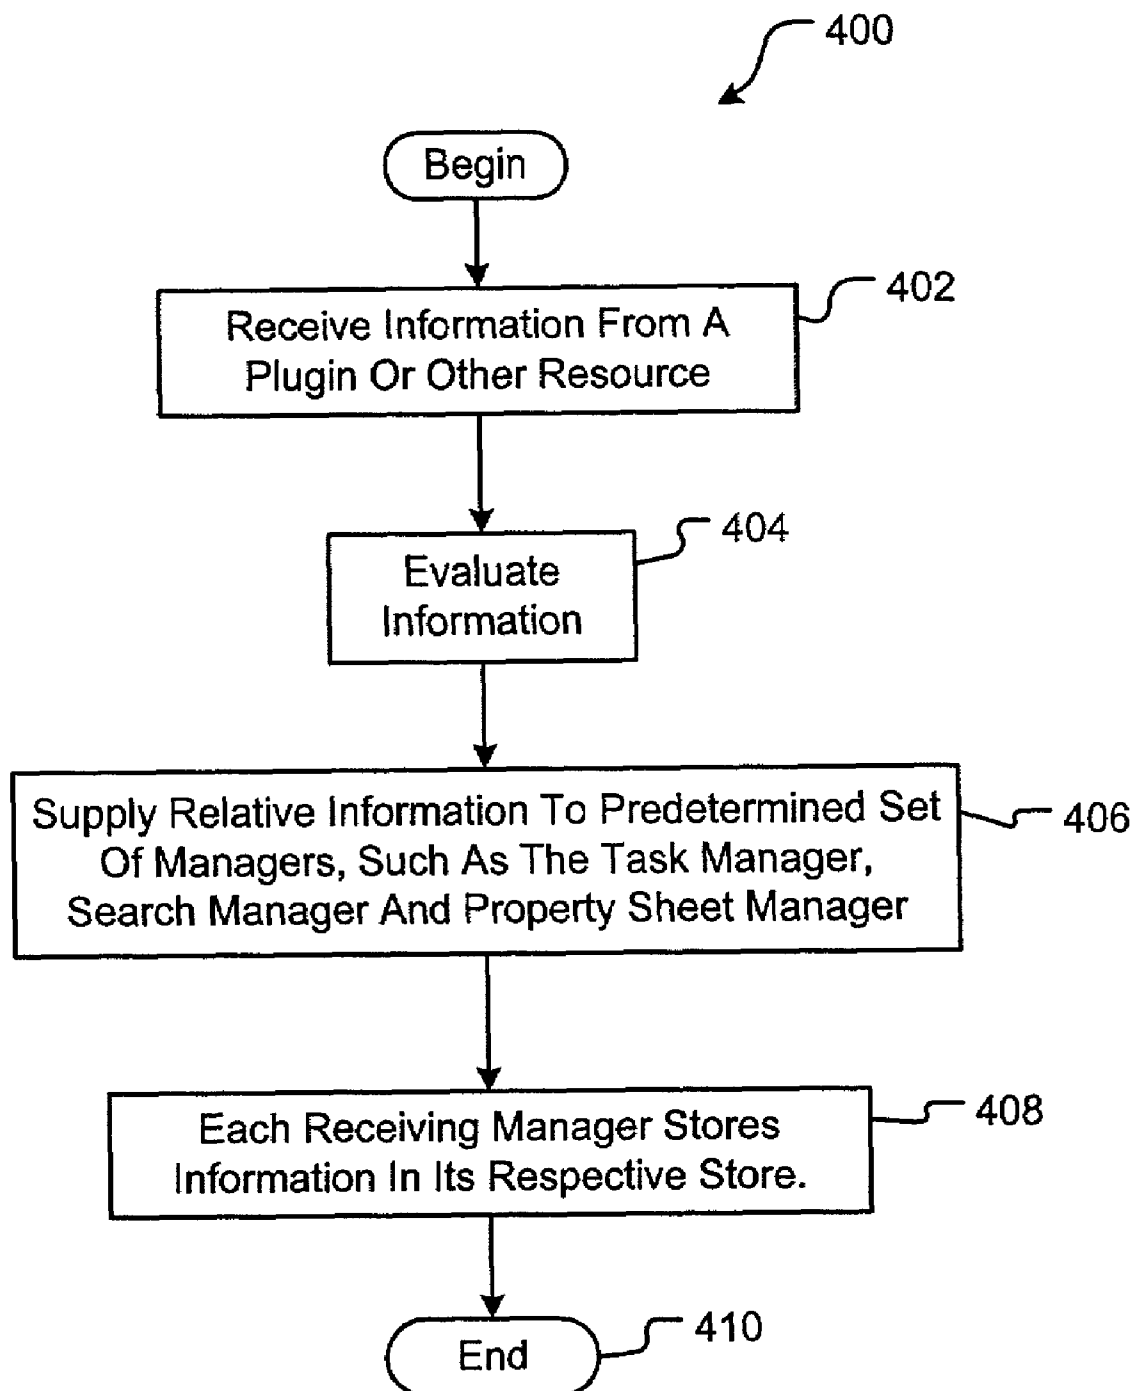 400
Begin
402
Receive Information From A
Plugin Or Other Resource
404
Evaluate
Information
406
Supply Relative Information To Predetermined Set
Of Managers, Such As The Task Manager,
Search Manager And Property Sheet Manager
408
Each Receiving Manager Stores
Information In Its Respective Store.
End
410